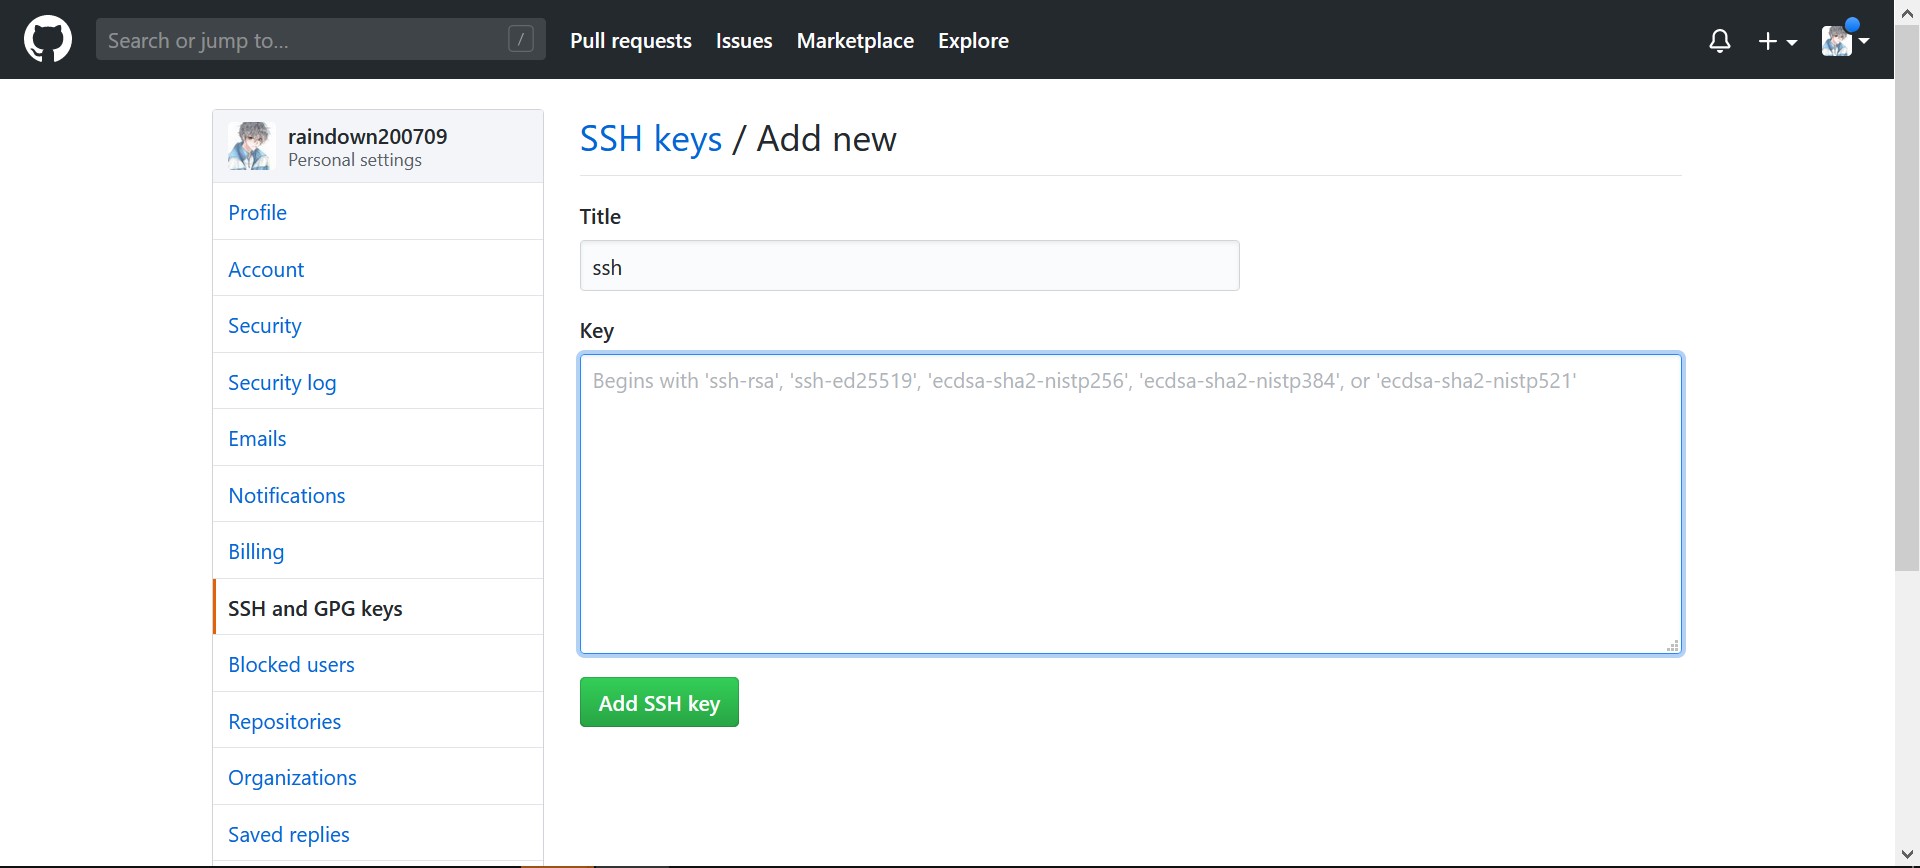 Search or jump to...
/
Pull requests
Issues
Marketplace
Explore
raindown200709
Personal settings
Profile
Account
Security
Security log
Emails
Notifications
Billing
SSH and GPG keys
Blocked users
Repositories
Organizations
Saved replies
SSH keys / Add new
Title
ssh
Key
Begins with 'ssh-rsa', 'ssh-ed25519', 'ecdsa-sha2-nistp256', 'ecdsa-sha2-nistp384', or 'ecdsa-sha2-nistp521'
Add SSH key